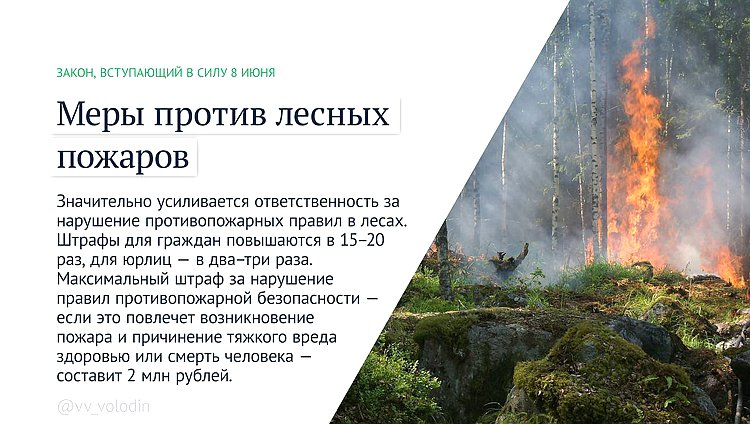 ЗАКОН, ВСТУПАЮЩИЙ В СИЛУ 8 ИЮНЯ
Меры против лесных
пожаров
Значительно усиливается ответственность за
нарушение противопожарных правил в лесах.
Штрафы для граждан повышаются в 15–20
раз, для юрлиц — в два–три раза.
Максимальный штраф за нарушение
правил противопожарной безопасности —
если это повлечет возникновение
пожара и причинение тяжкого вреда
здоровью или смерть человека —
составит 2 млн рублей.
@vv_volodin